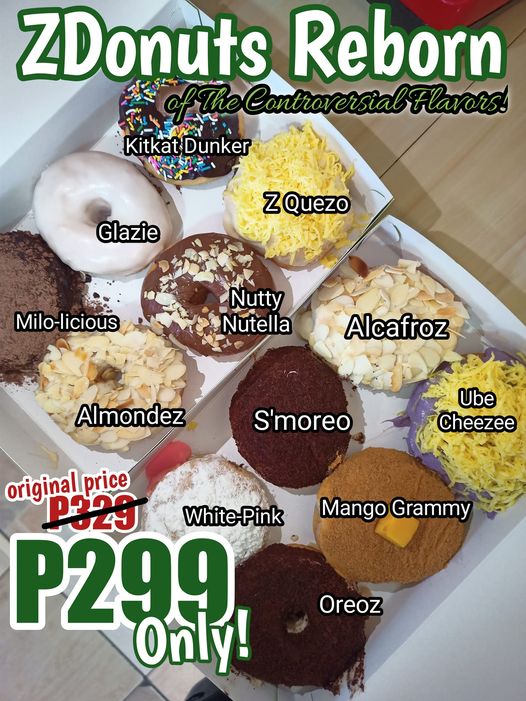 ZDonuts Reborn
of The Controversial Flavors!
Kitkat Dunker
Z Quezo
Glazie
Nutty
Nutella
Milo-licious
Alcafroz
Almondez
S'moreo
Ube
Cheezee
original price
P329
White-Pink
Mango Grammy
P299
Only!
Oreoz